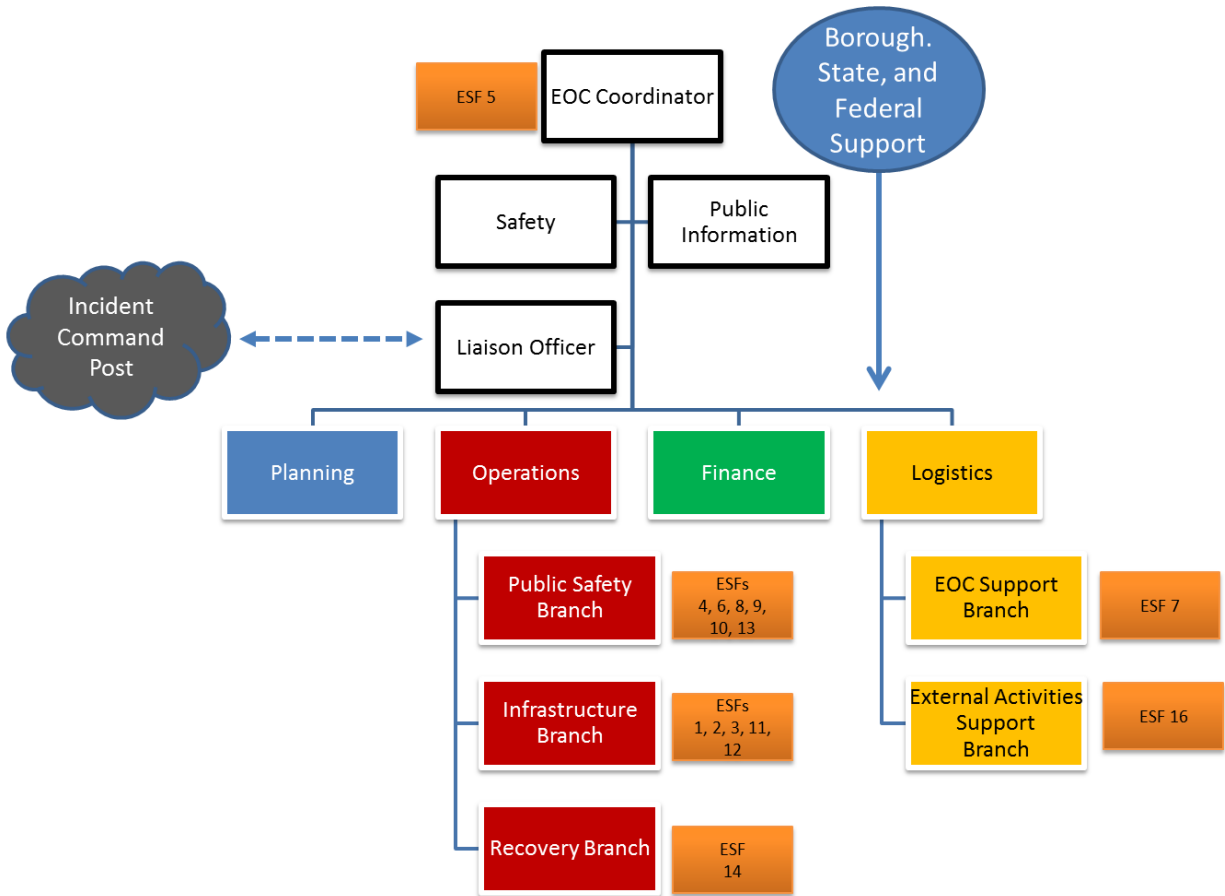 Borough.
State, and
Federal
Support
ESF 5
EOC Coordinator
Safety
Public
Information
Incident
Command
Post
Liaison Officer
Planning
Operations
Finance
Logistics
Public Safety
Branch
ESFs
4, 6, 8, 9,
10, 13
EOC Support
Branch
ESF 7
Infrastructure
Branch
ESFs
1, 2, 3, 11,
12
External Activities
Support
Branch
ESF 16
Recovery Branch
ESF
14